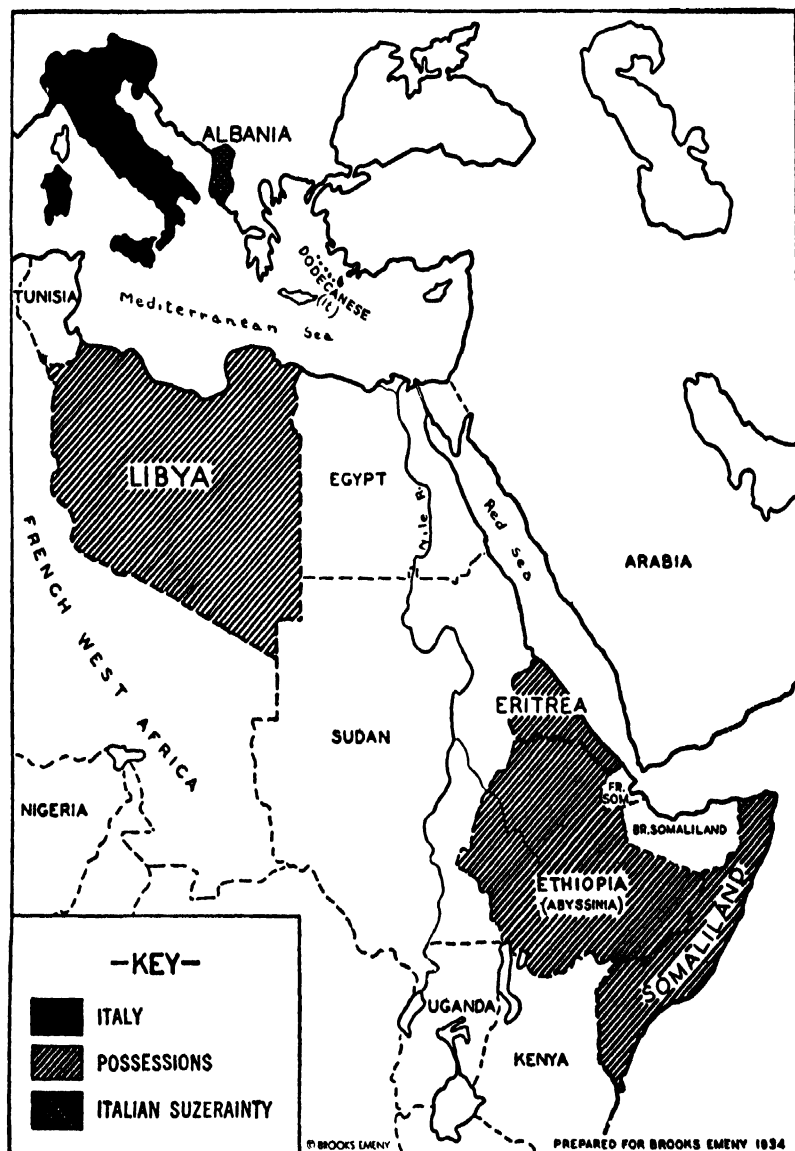 ALBANIA
DODECANESE
(It)
TUNISIA
Mediterranean Sea
LIBYA
EGYPT
Nile R.
Red Sea
ARABIA
FRENCH WEST AFRICA
ERITREA
SUDAN
FR.
SOM.
NIGERIA
BR. SOMALILAND
ETHIOPIA
(ABYSSINIA)
SOMALILAND
UGANDA
KENYA
-KEY-
ITALY
POSSESSIONS
ITALIAN SUZERAINTY
© BROOKS EMENY
PREPARED FOR BROOKS EMENY 1934